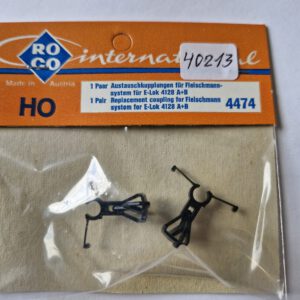 ROCO
international
40213
Made in Austria
HO
1 Paar Austauschkupplungen für Fleischmann-
system für E-Lok 4128 A+B
1 Pair Replacement coupling for Fleischmann
system for E-Lok 4128 A+B
4474